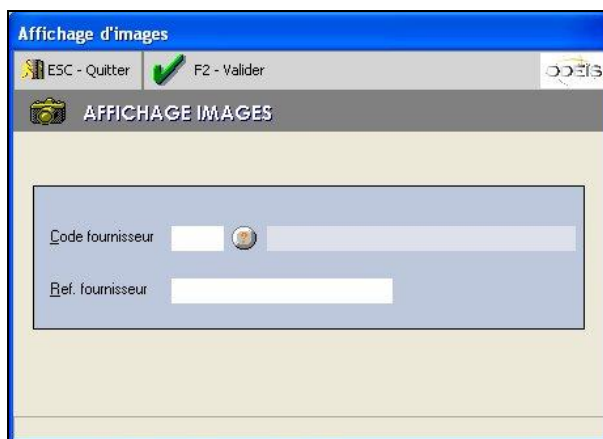 Affichage d'images
ESC - Quitter F2 - Valider
AFFICHAGE IMAGES
Code fournisseur
Ref. fournisseur